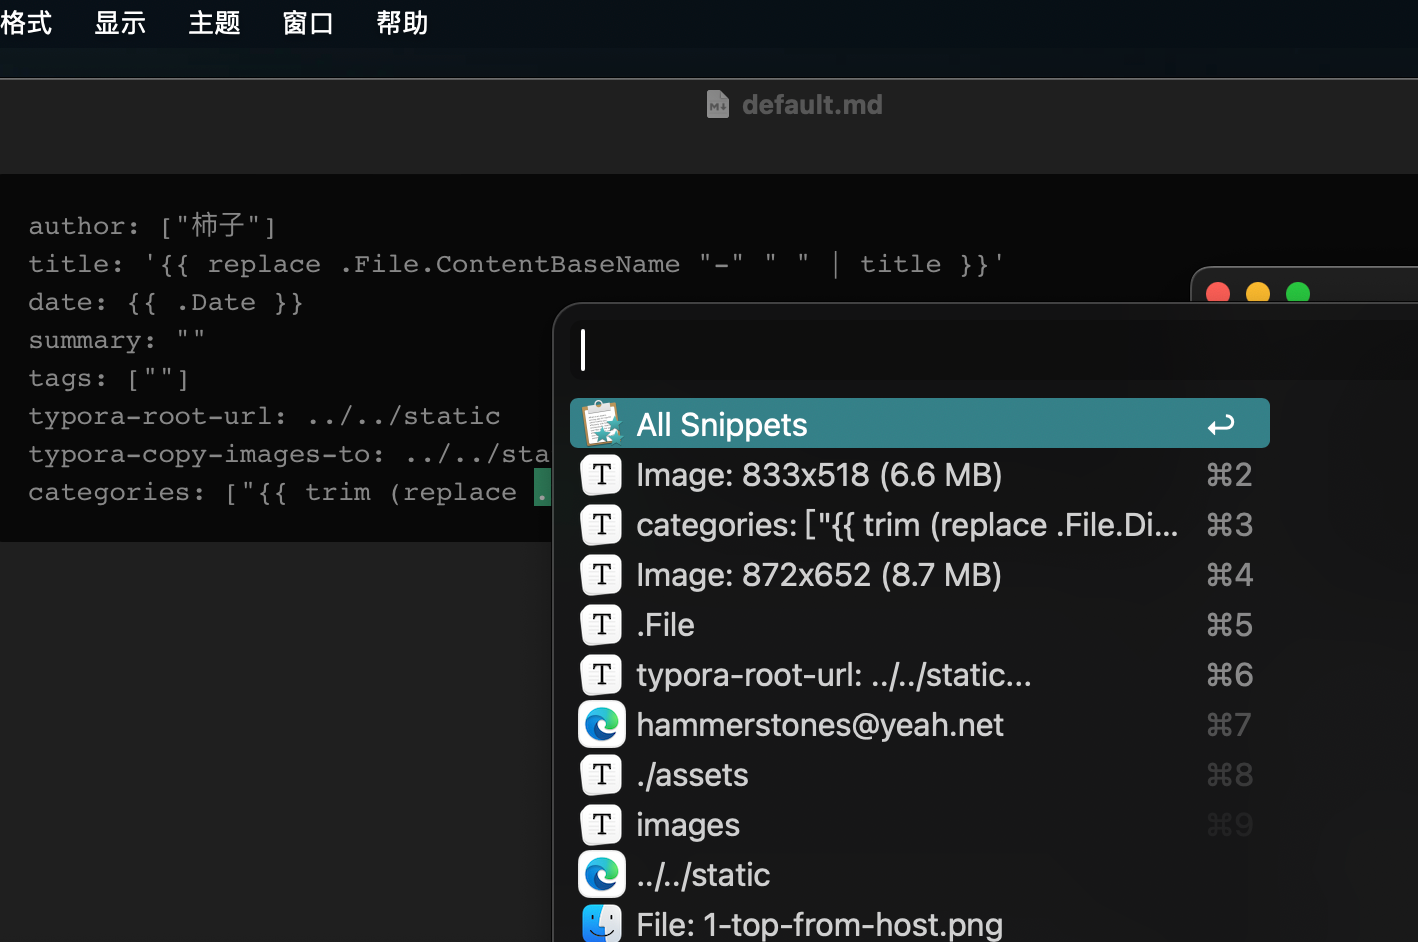 格式 显示 主题 窗口 帮助
default.md
author: ["柿子"]
title: '{{ replace .File.ContentBaseName "-" " " | title }}'
date: {{ .Date }}
summary: ""
tags: [""]
typora-root-url: ../../static
typora-copy-images-to: ../../sta
categories: ["{{ trim (replace .
All Snippets
Image: 833x518 (6.6 MB) ⌘2
categories: ["{{ trim (replace .File.Di... ⌘3
Image: 872x652 (8.7 MB) ⌘4
.File ⌘5
typora-root-url: ../../static... ⌘6
hammerstones@yeah.net ⌘7
./assets ⌘8
images ⌘9
../../static
File: 1-top-from-host.png